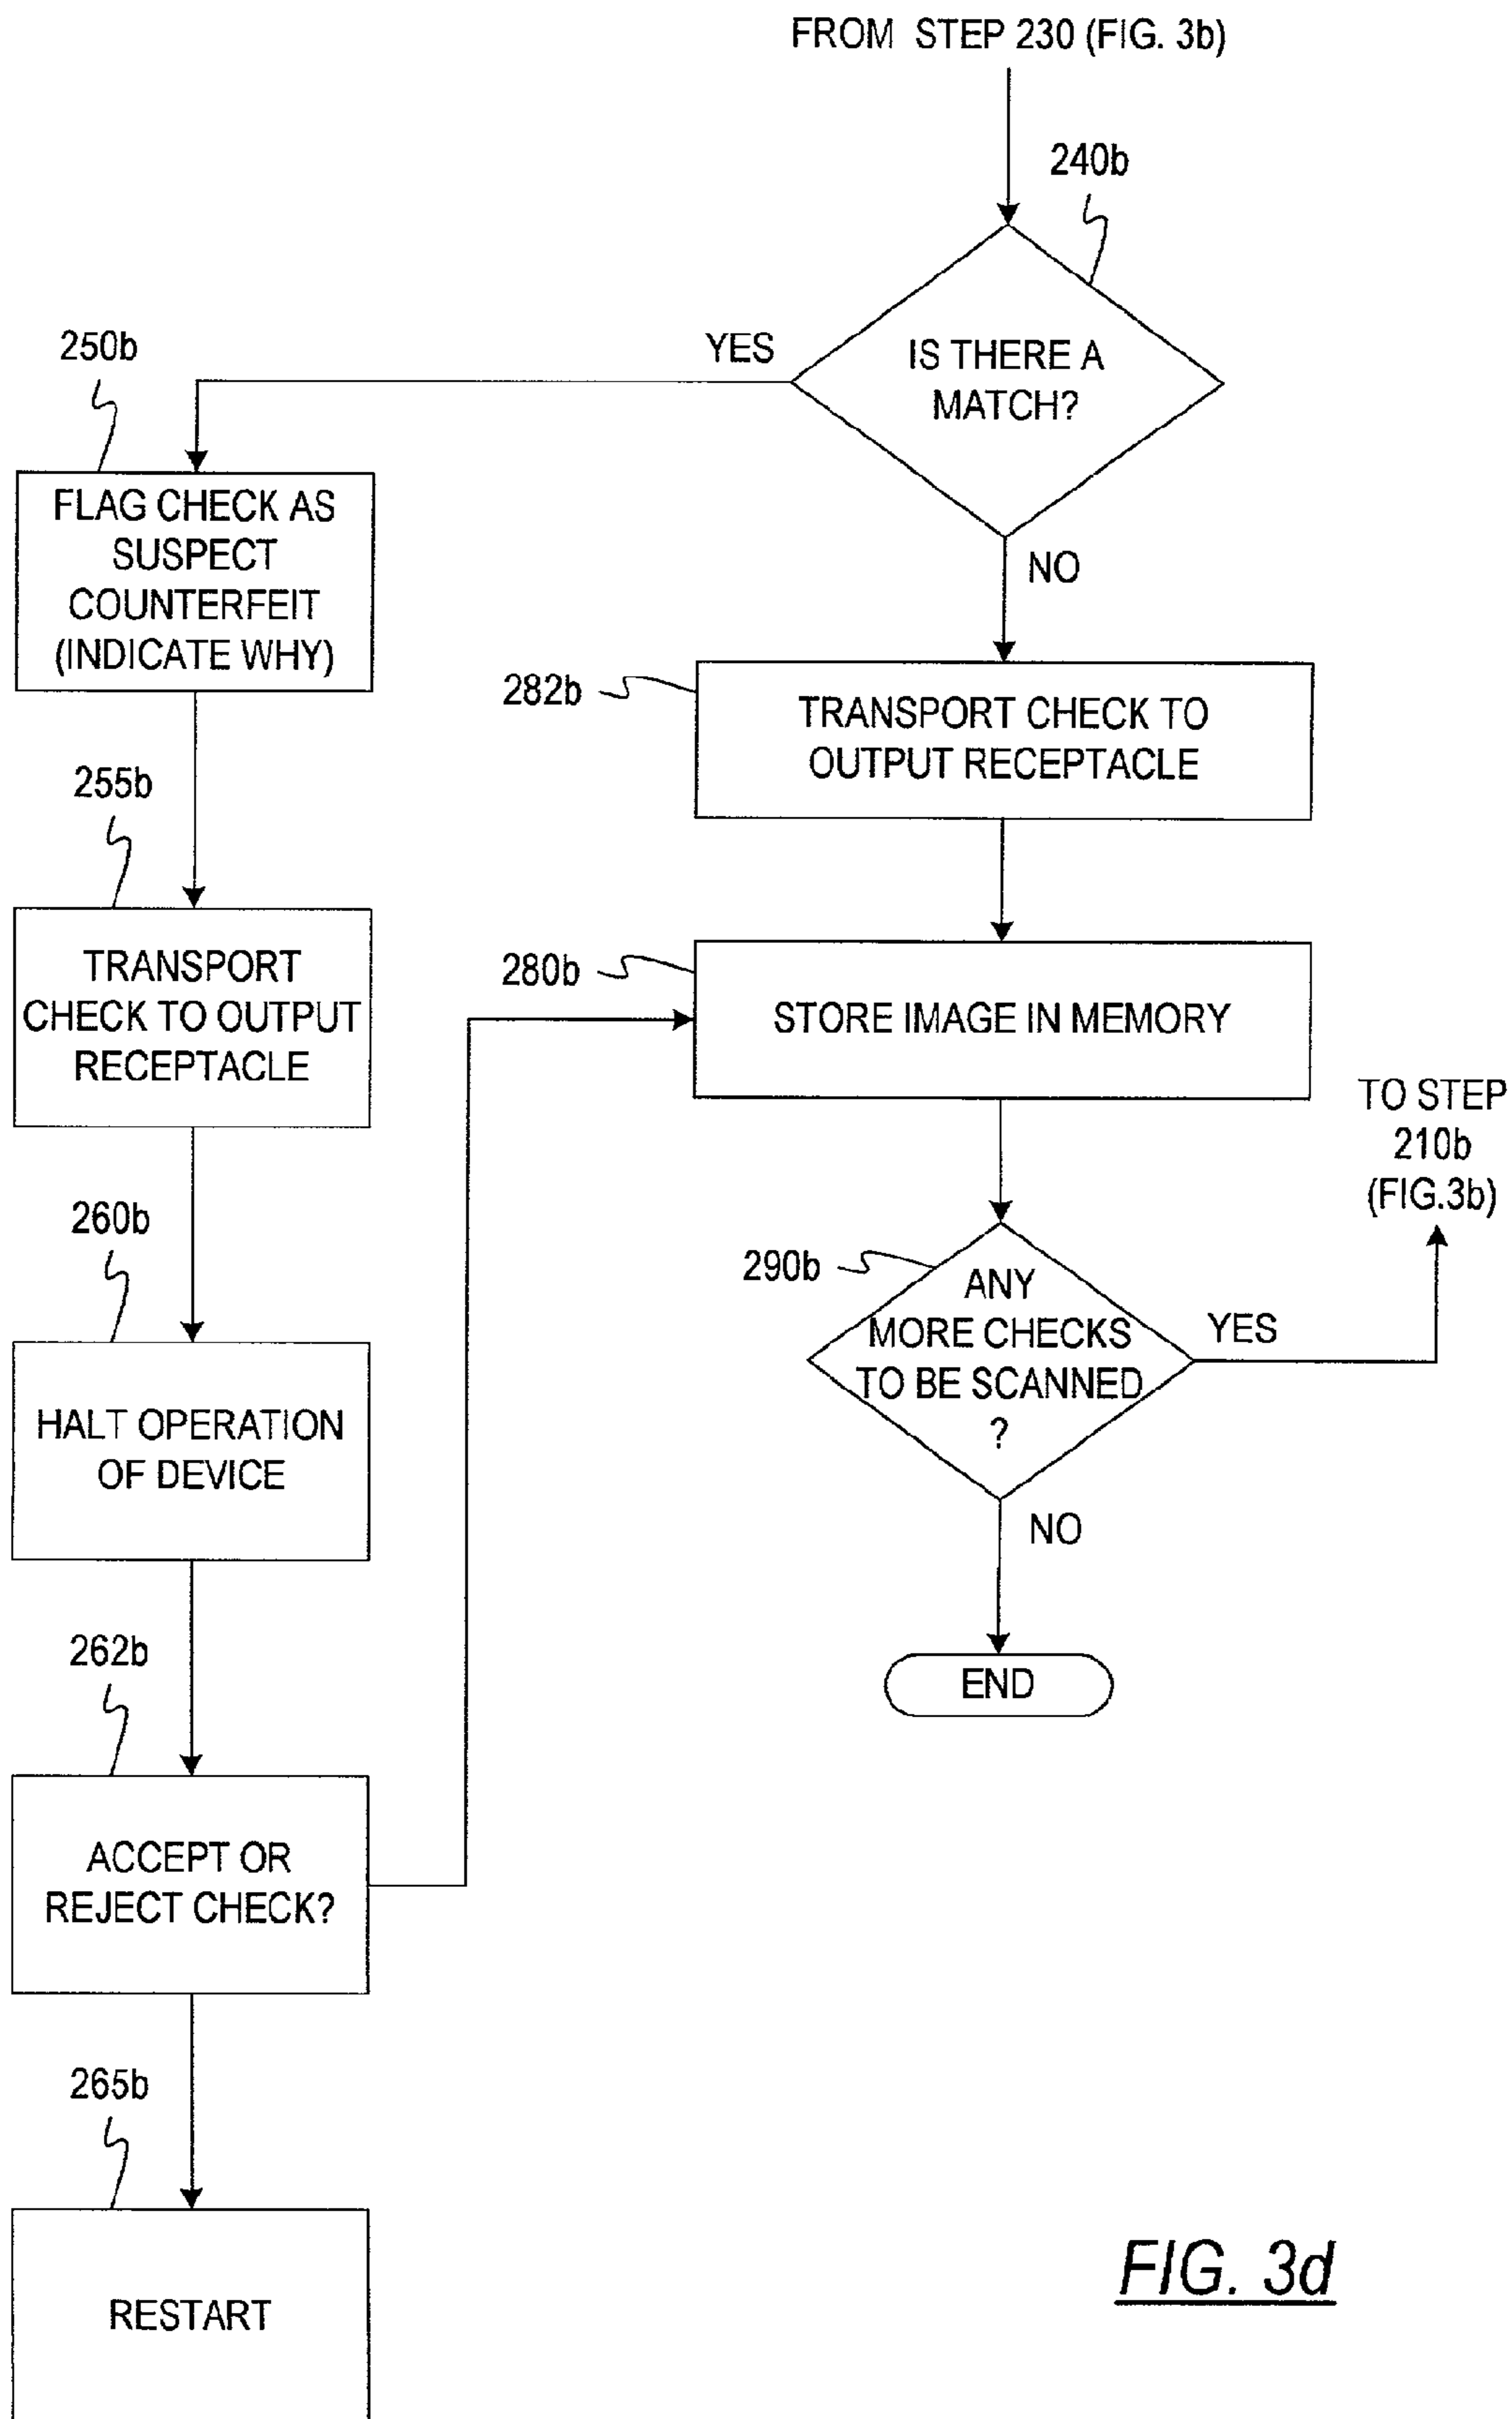 FROM STEP 230 (FIG. 3b)
240b
IS THERE A
MATCH?
YES
NO
250b
FLAG CHECK AS
SUSPECT
COUNTERFEIT
(INDICATE WHY)
282b
TRANSPORT CHECK TO
OUTPUT RECEPTACLE
255b
TRANSPORT
CHECK TO OUTPUT
RECEPTACLE
280b
STORE IMAGE IN MEMORY
TO STEP
210b
(FIG.3b)
260b
HALT OPERATION
OF DEVICE
290b
ANY
MORE CHECKS
TO BE SCANNED
?
YES
NO
END
262b
ACCEPT OR
REJECT CHECK?
265b
RESTART
FIG. 3d